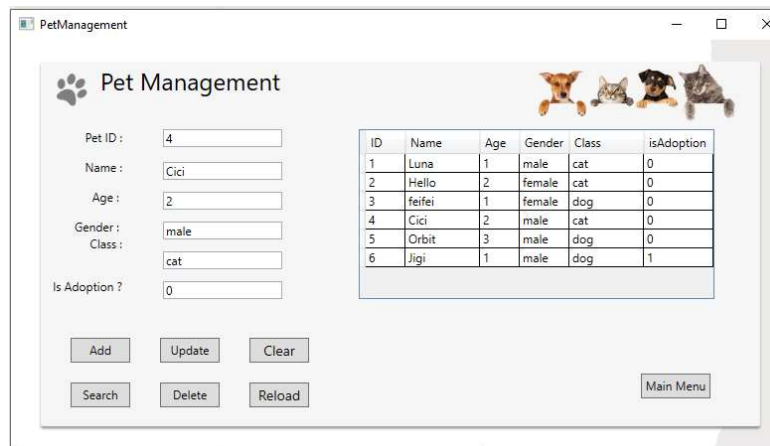 PetManagement
Pet Management
Pet ID : 4
Name : Cici
Age : 2
Gender : male
Class : cat
Is Adoption ? 0
ID Name Age Gender Class isAdoption
1 Luna 1 male cat 0
2 Hello 2 female cat 0
3 feifei 1 female dog 0
4 Cici 2 male cat 0
5 Orbit 3 male dog 0
6 Jigi 1 male dog 1
Add Update Clear
Search Delete Reload
Main Menu